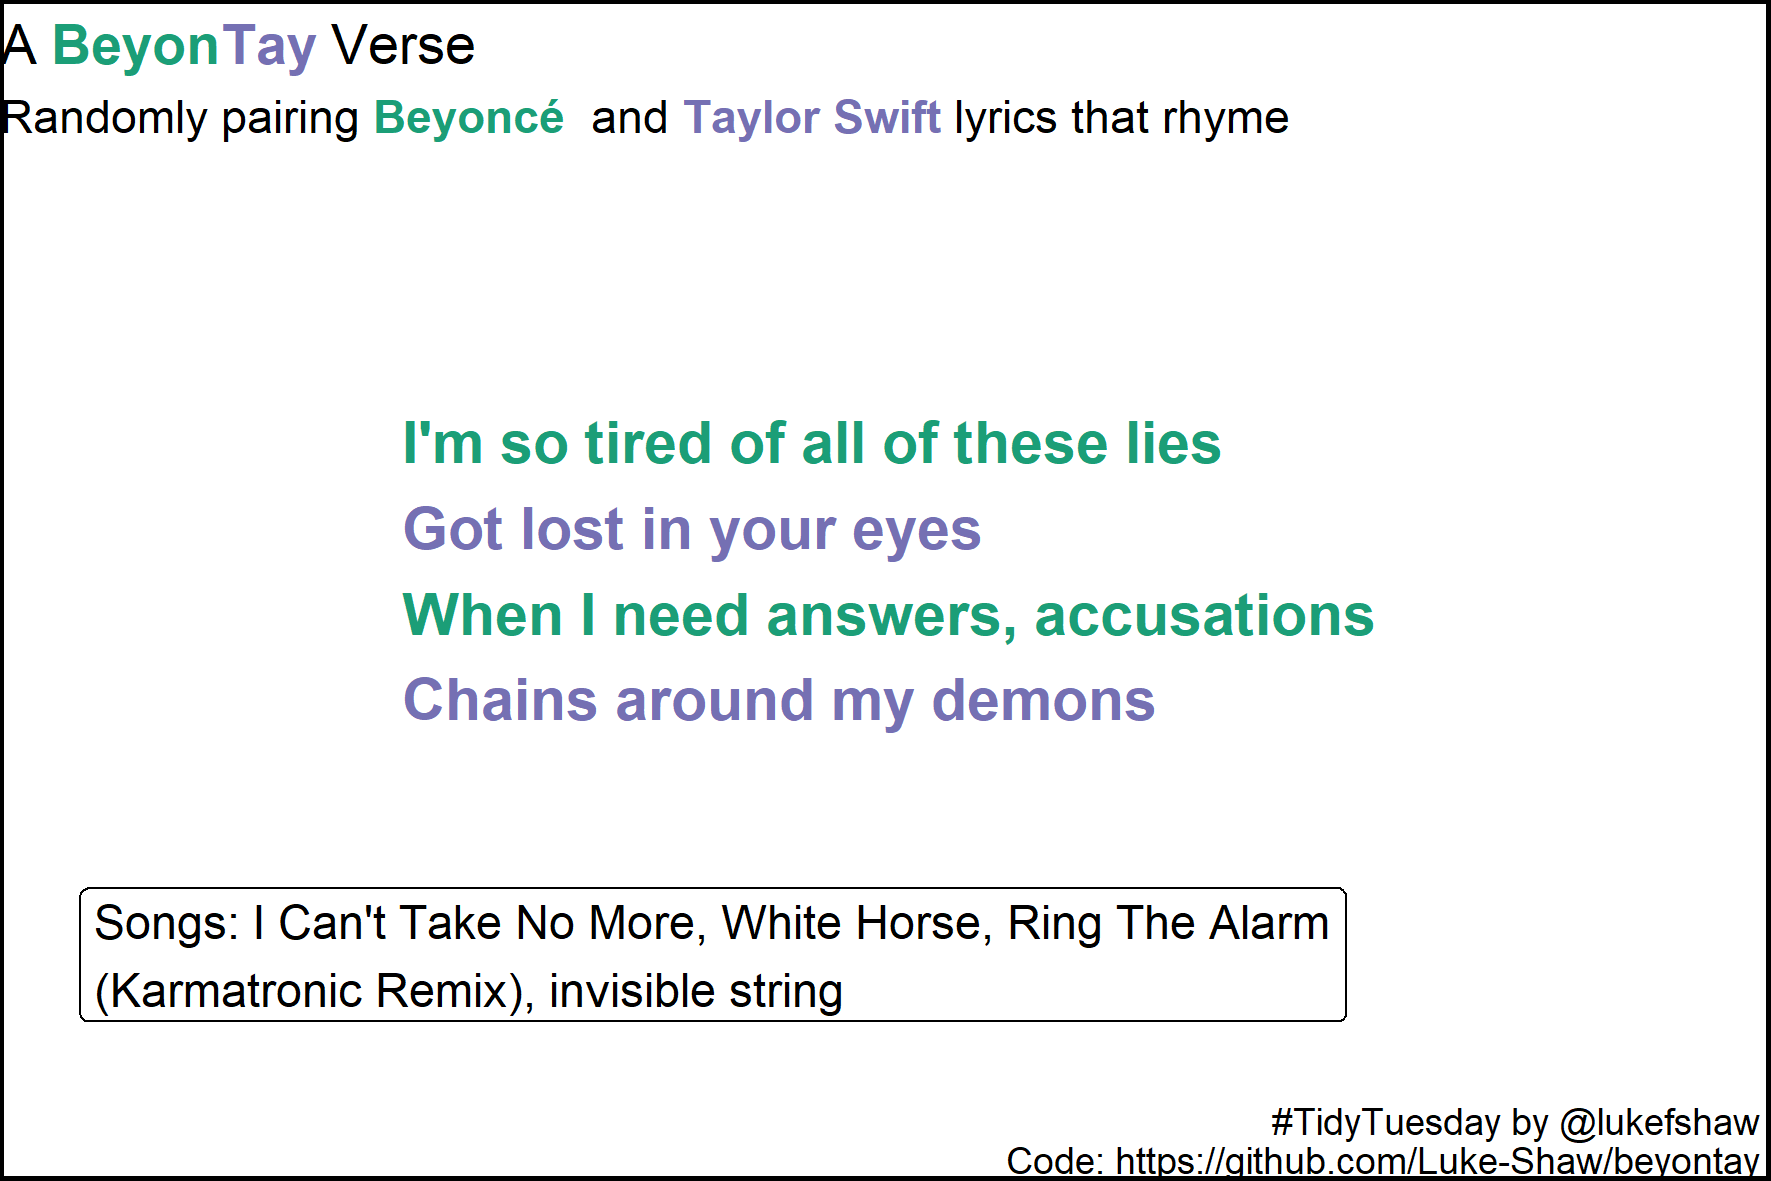 A BeyonTay Verse
Randomly pairing Beyoncé and Taylor Swift lyrics that rhyme
I'm so tired of all of these lies
Got lost in your eyes
When I need answers, accusations
Chains around my demons
Songs: I Can't Take No More, White Horse, Ring The Alarm
(Karmatronic Remix), invisible string
#TidyTuesday by @lukefshaw
Code: https://github.com/Luke-Shaw/beyontay